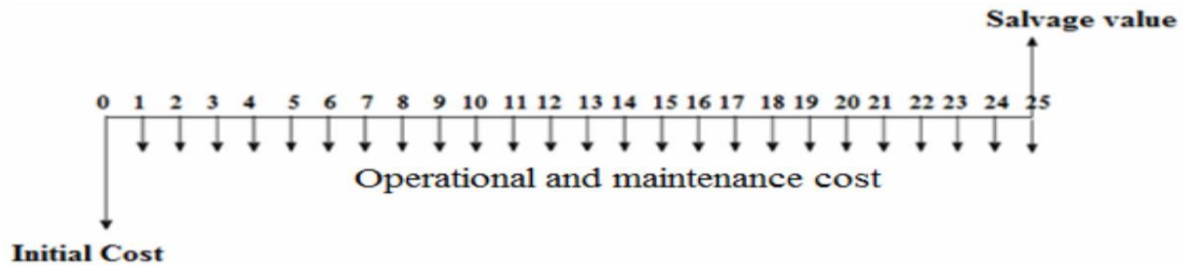 Salvage value
0 1 2 3 4 5 6 7 8 9 10 11 12 13 14 15 16 17 18 19 20 21 22 23 24 25
Operational and maintenance cost
Initial Cost